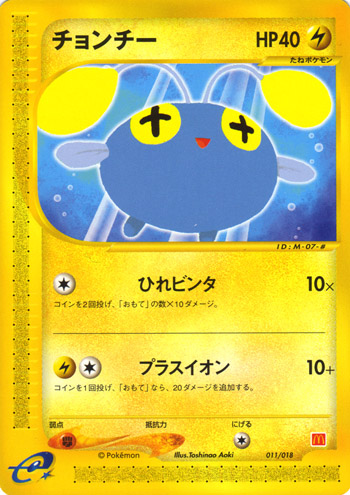 チョンチー HP40
たねポケモン
ID:M-07-#
ひれビンタ 10×
コインを2回投げ、「おもて」の数×10ダメージ。
プラスイオン 10+
コインを1回投げ、「おもて」なら、20ダメージを追加する。
弱点 抵抗力 にげる
©Pokémon Illus.Toshinao Aoki 011/018
e